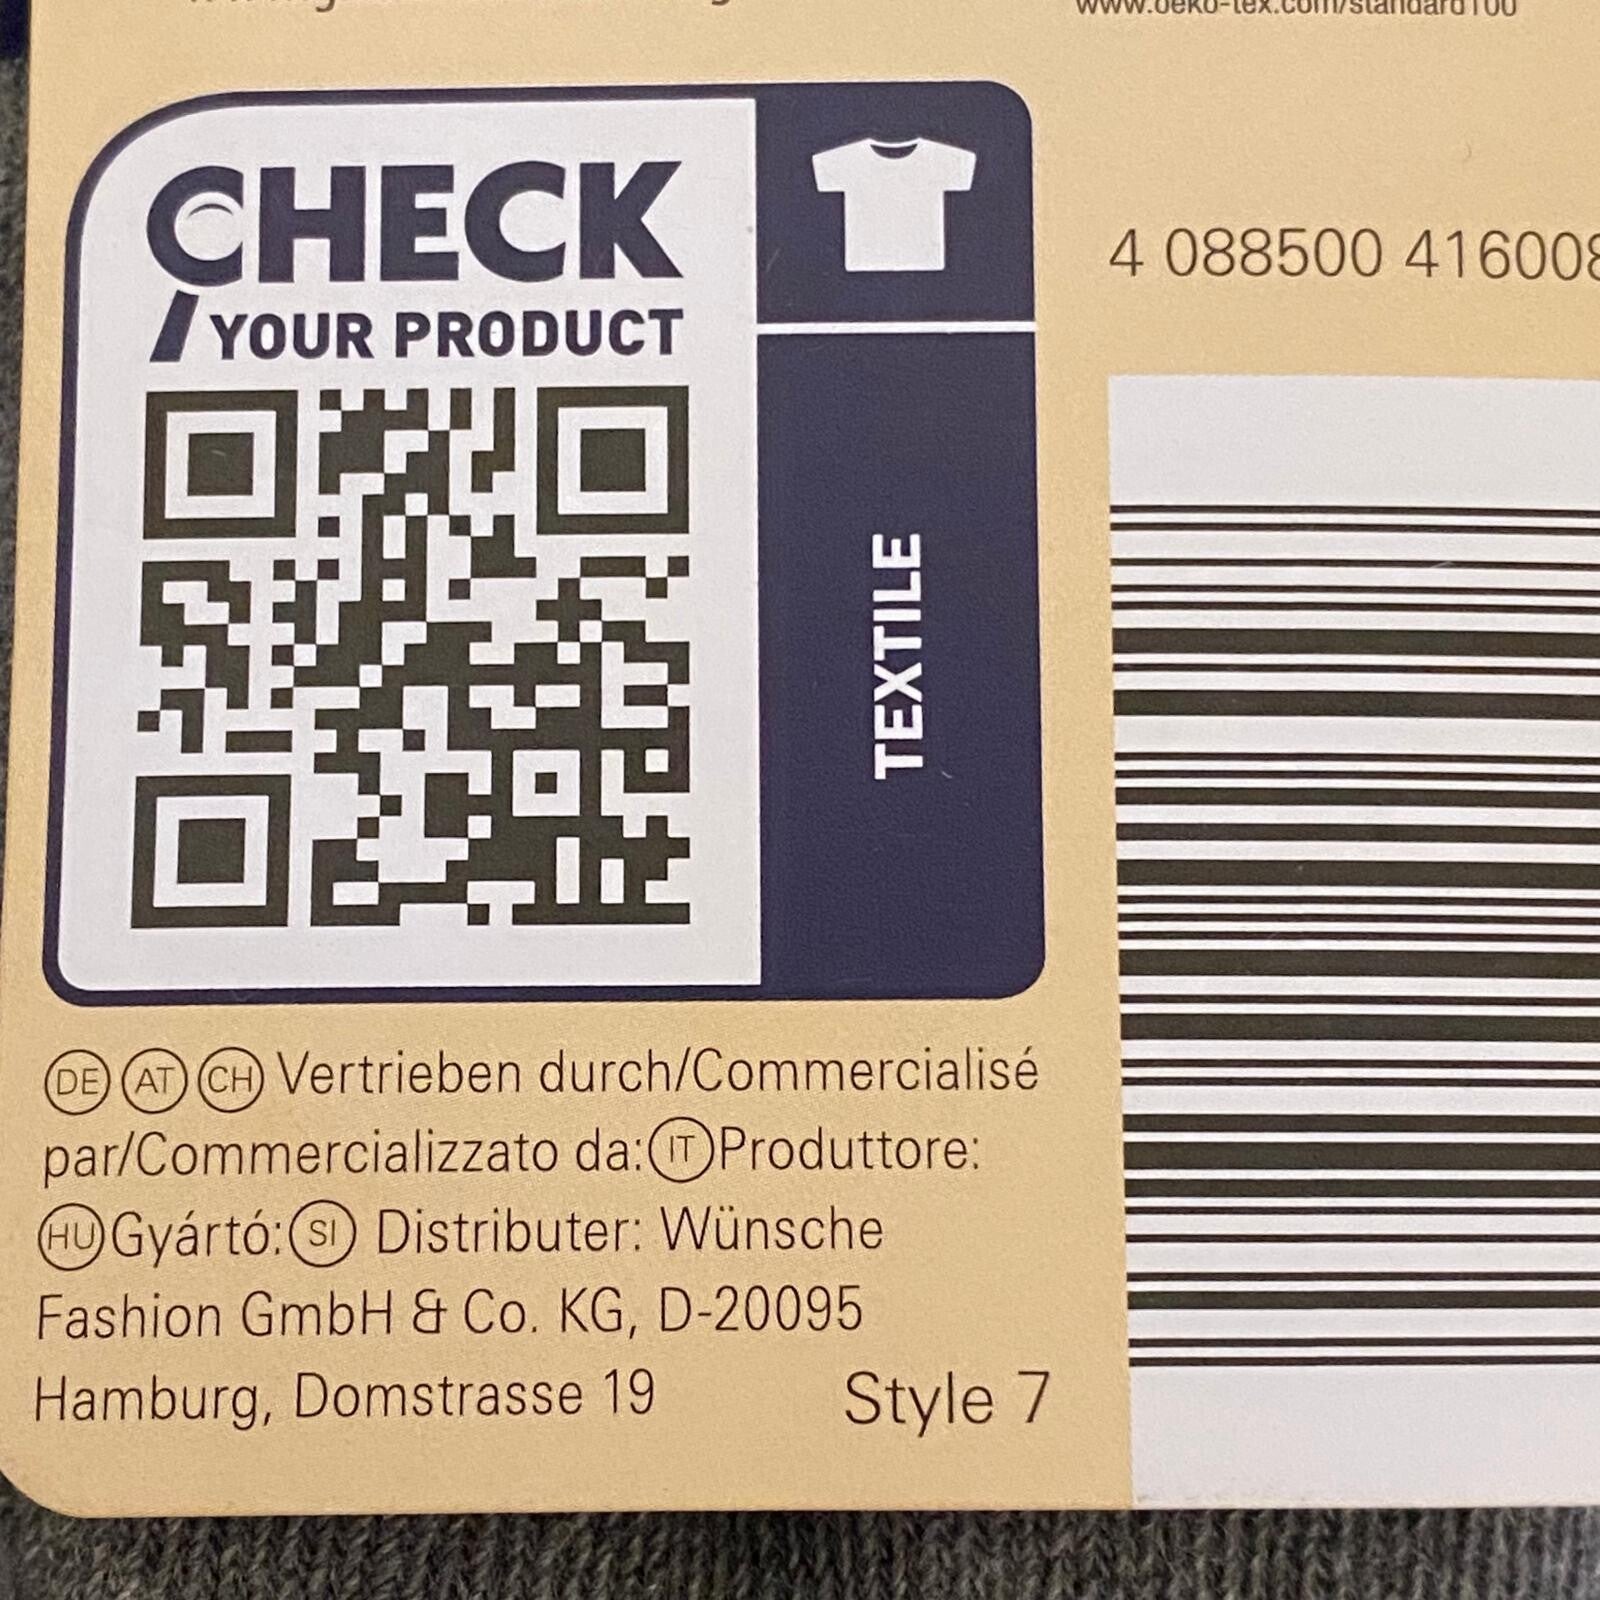 www.oeko-tex.com/standard100
CHECK
YOUR PRODUCT
TEXTILE
4 088500 416008
DE AT CH Vertrieben durch/Commercialisé
par/Commercializzato da: IT Produttore:
HU Gyártó: SI Distributer: Wünsche
Fashion GmbH & Co. KG, D-20095
Hamburg, Domstrasse 19
Style 7